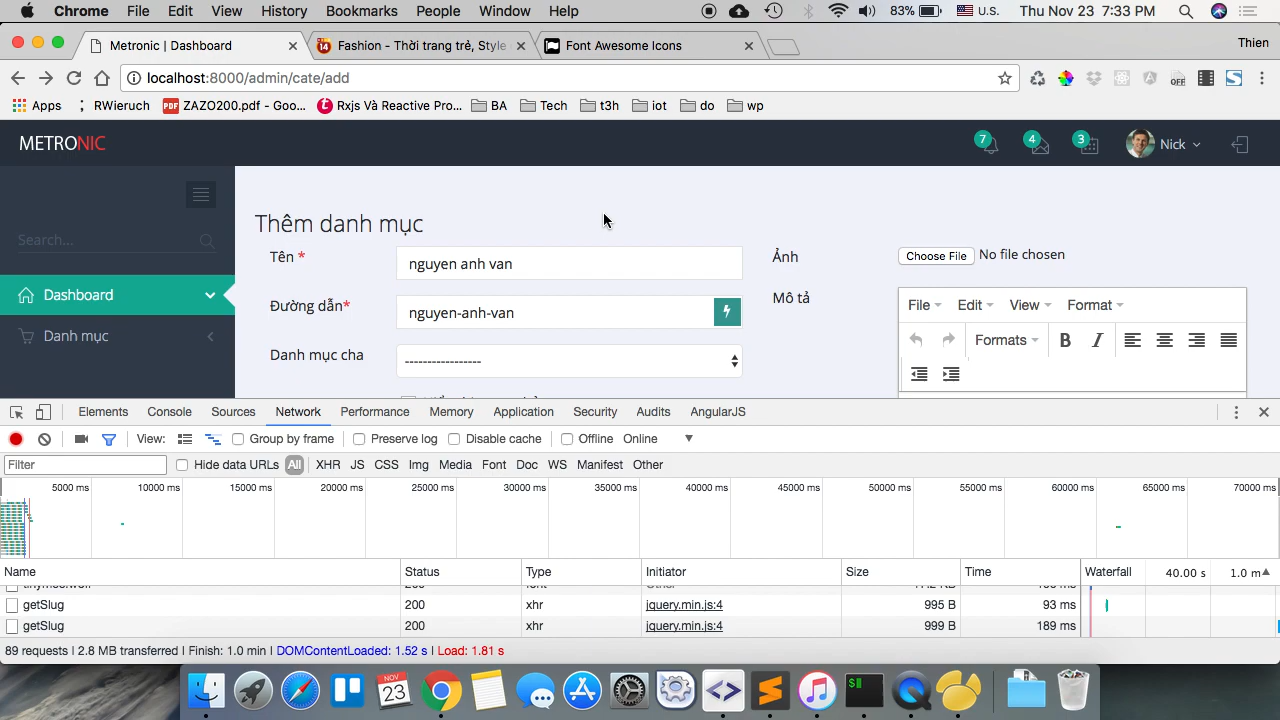 Chrome File Edit View History Bookmarks People Window Help 83% U.S. Thu Nov 23 7:33 PM
Metronic | Dashboard Fashion - Thời trang trẻ, Style Font Awesome Icons Thien
localhost:8000/admin/cate/add
Apps RWieruch ZAZO200.pdf - Goo... Rxjs Và Reactive Pro... BA Tech t3h iot do wp
METRONIC 7 4 3 Nick
Search...
Thêm danh mục
Tên * nguyen anh van Ảnh Choose File No file chosen
Dashboard Đường dẫn* nguyen-anh-van Mô tả File Edit View Format
Danh mục Danh mục cha ----------------- Formats B I
Elements Console Sources Network Performance Memory Application Security Audits AngularJS
View: Group by frame Preserve log Disable cache Offline Online
Filter Hide data URLs All XHR JS CSS Img Media Font Doc WS Manifest Other
5000 ms 10000 ms 15000 ms 20000 ms 25000 ms 30000 ms 35000 ms 40000 ms 45000 ms 50000 ms 55000 ms 60000 ms 65000 ms 70000 ms
Name Status Type Initiator Size Time Waterfall 40.00 s 1.0 m
getSlug 200 xhr jquery.min.js:4 995 B 93 ms
getSlug 200 xhr jquery.min.js:4 999 B 189 ms
89 requests | 2.8 MB transferred | Finish: 1.0 min | DOMContentLoaded: 1.52 s | Load: 1.81 s
NOV
23